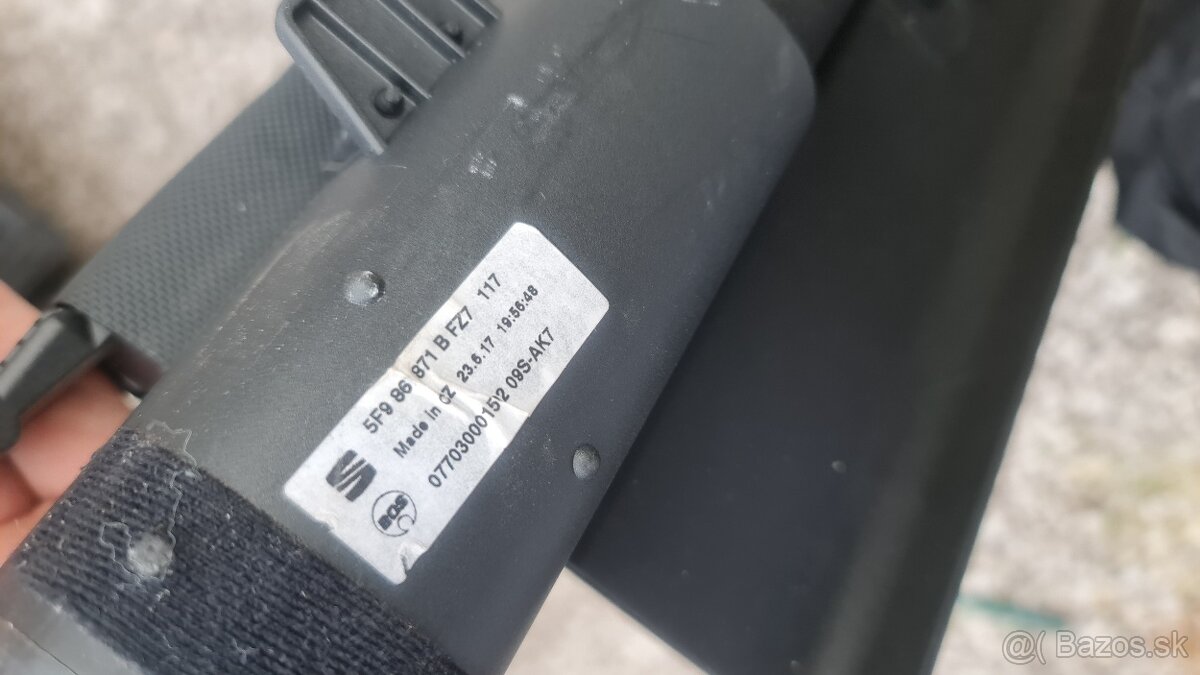 5F9 86 871 B FZ7 117
Made in CZ 23.6.17 19:56:48
07703000015'2 09S-AK7
BOS
@( Bazos.sk